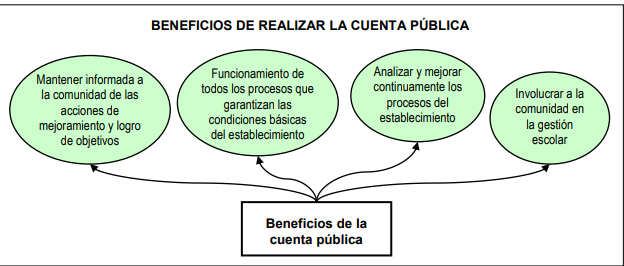 BENEFICIOS DE REALIZAR LA CUENTA PÚBLICA
Mantener informada a
la comunidad de las
acciones de
mejoramiento y logro
de objetivos
Funcionamiento de
todos los procesos que
garantizan las
condiciones básicas
del establecimiento
Analizar y mejorar
continuamente los
procesos del
establecimiento
Involucrar a la
comunidad en
la gestión
escolar
Beneficios de la
cuenta pública